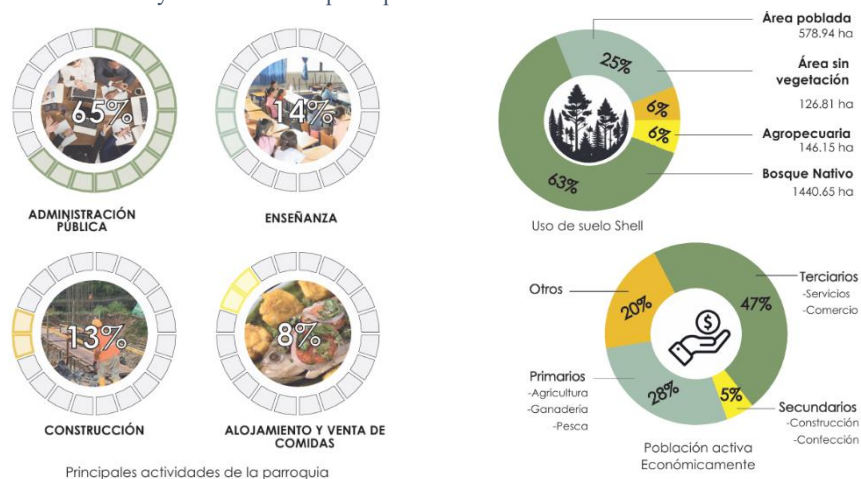 65%
ADMINISTRACIÓN
PÚBLICA
14%
ENSEÑANZA
13%
CONSTRUCCIÓN
8%
ALOJAMIENTO Y VENTA DE
COMIDAS
Principales actividades de la parroquia
Área poblada
578.94 ha
25%
Área sin
vegetación
126.81 ha
6%
Agropecuaria
146.15 ha
6%
Bosque Nativo
1440.65 ha
63%
Uso de suelo Shell
Otros
20%
Terciarios
-Servicios
-Comercio
47%
Primarios
-Agricultura
-Ganadería
-Pesca
28%
5%
Secundarios
-Construcción
-Confección
Población activa
Económicamente